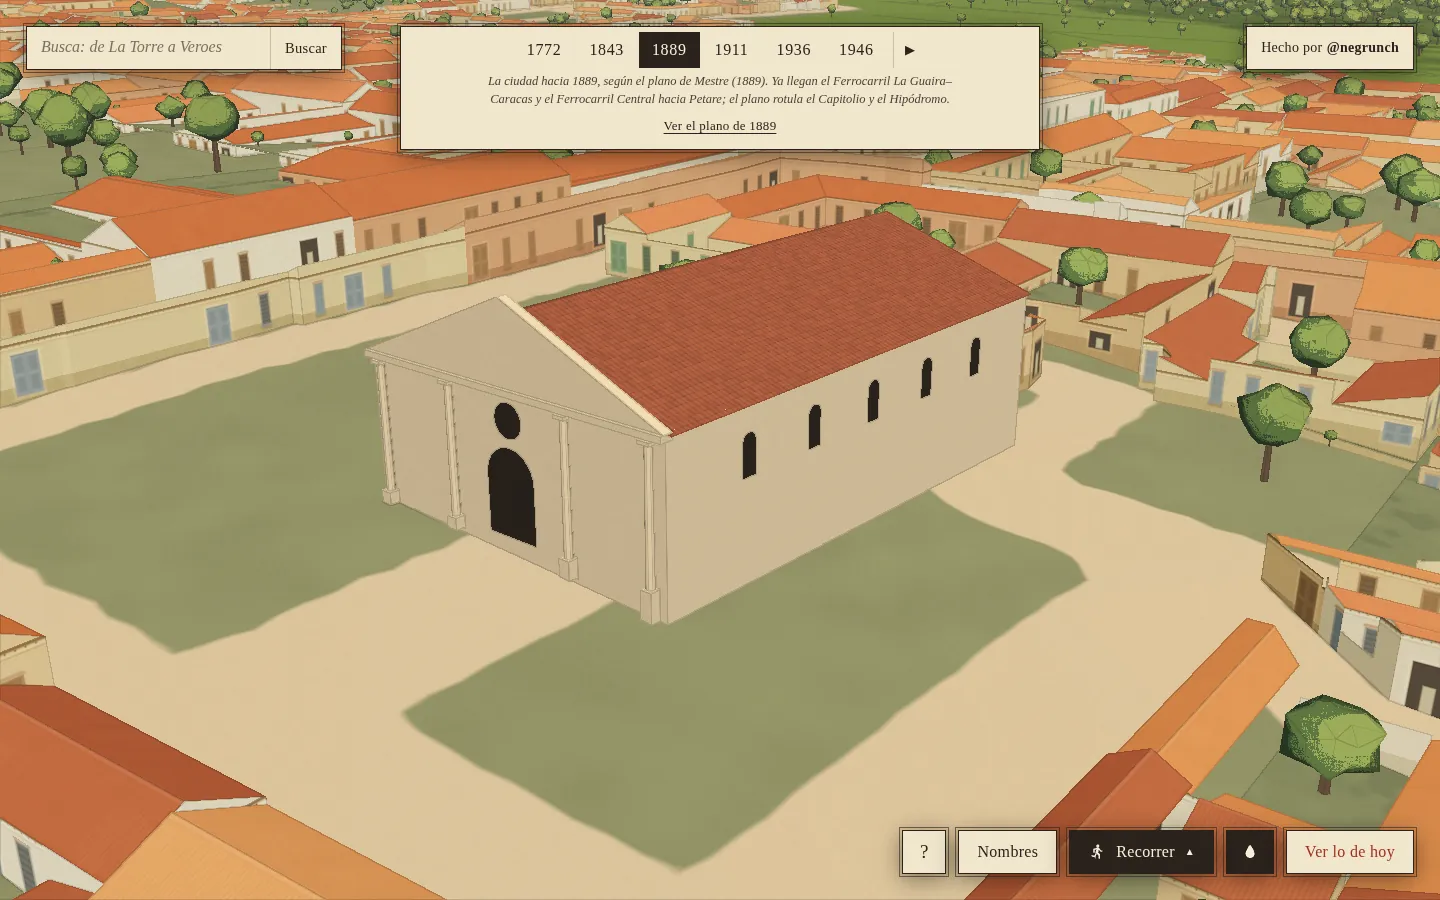 Busca: de La Torre a Veroes
Buscar
1772 1843 1889 1911 1936 1946 ▶
La ciudad hacia 1889, según el plano de Mestre (1889). Ya llegan el Ferrocarril La Guaira–
Caracas y el Ferrocarril Central hacia Petare; el plano rotula el Capitolio y el Hipódromo.
Ver el plano de 1889
Hecho por @negrunch
?
Nombres
Recorrer ▲
Ver lo de hoy